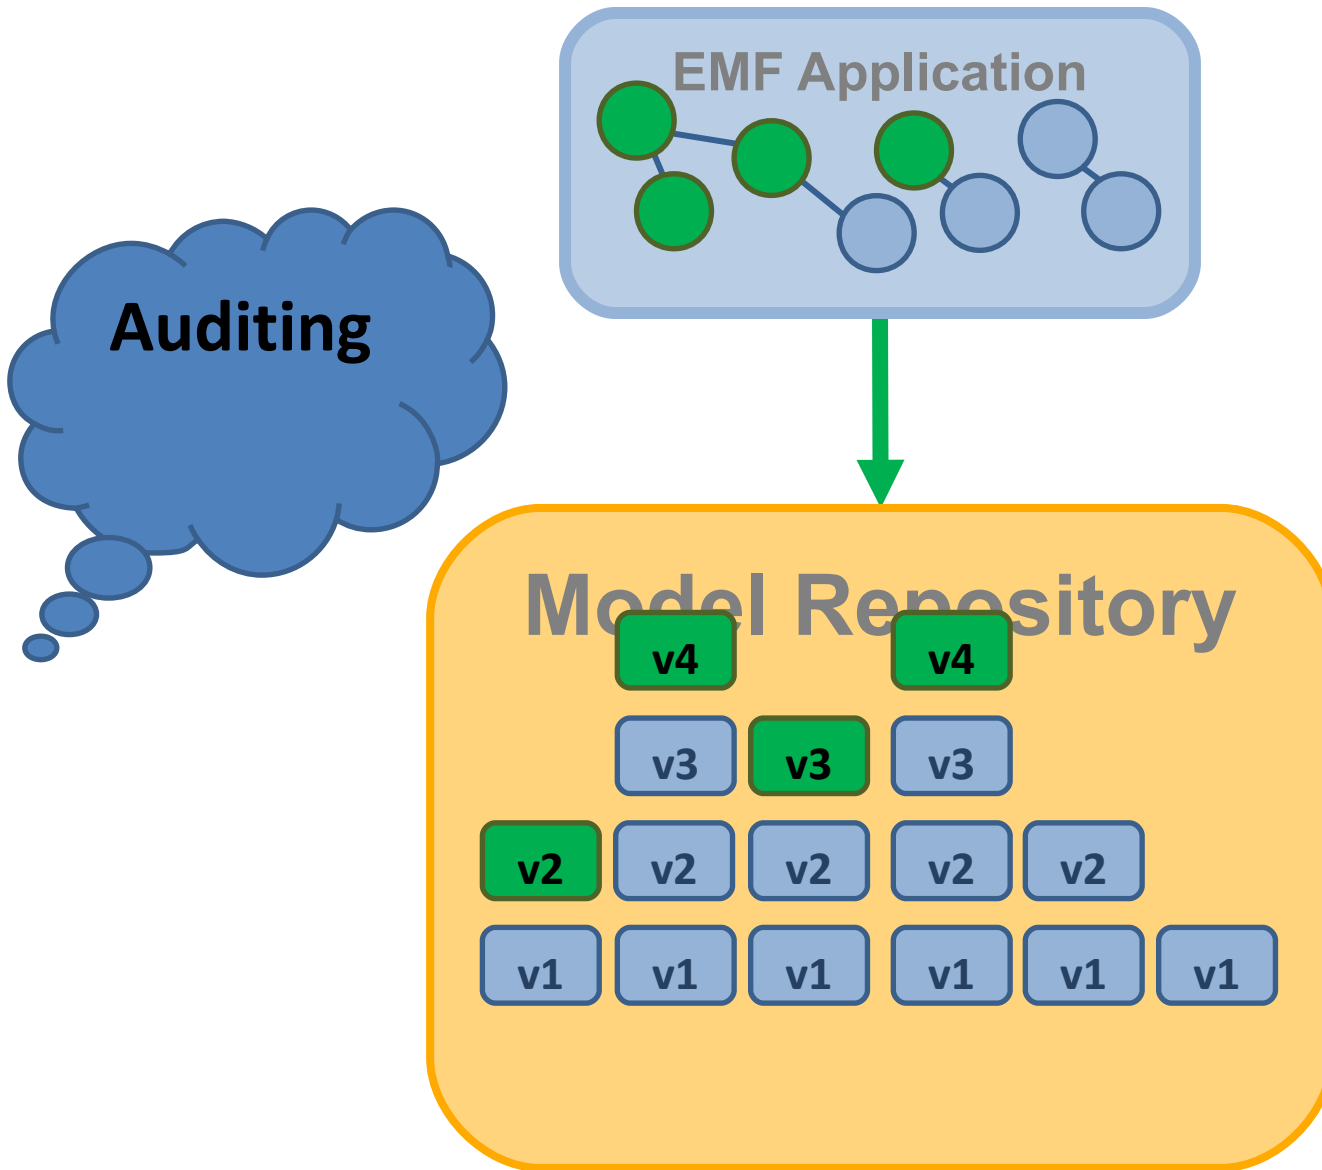 EMF Application
Auditing
Model Repository
v4 v4
v3 v3 v3
v2 v2 v2 v2 v2
v1 v1 v1 v1 v1 v1